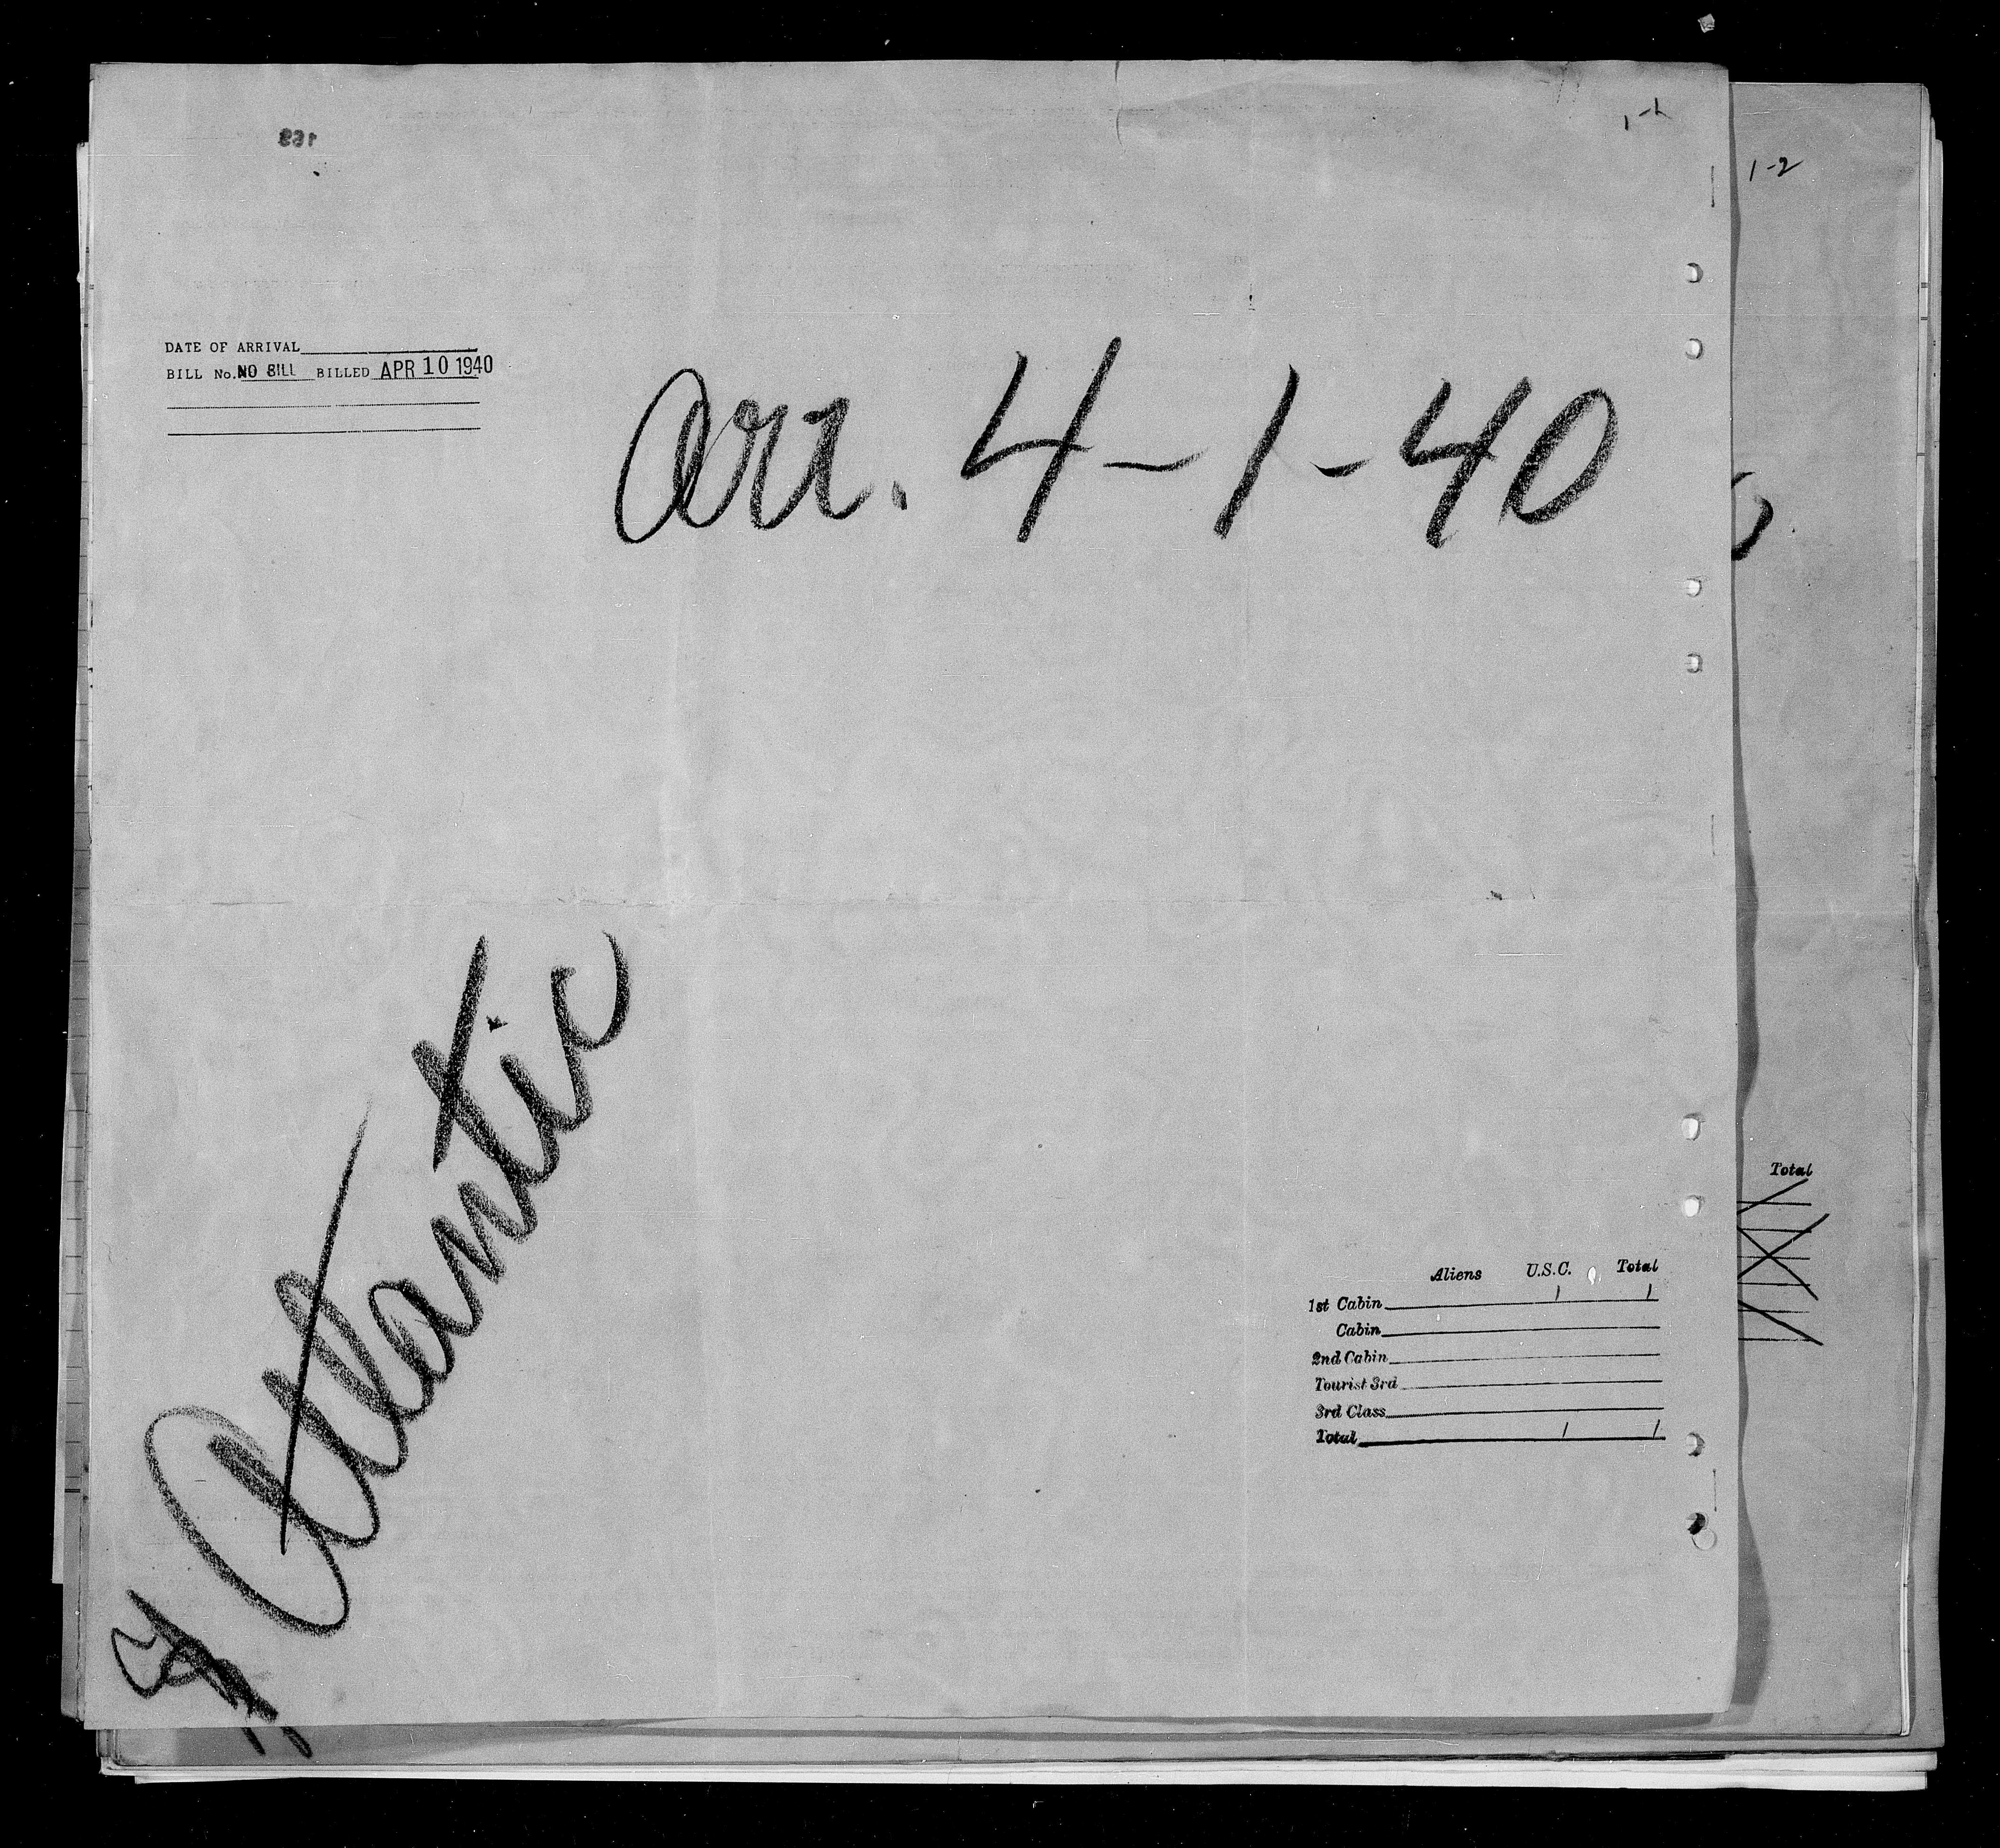 1-2
1-2
DATE OF ARRIVAL
BILL No. NO BILL BILLED APR 10 1940
Arr. 4-1-40
Atlantic
Total
Aliens U.S.C. Total
1st Cabin 1 1
Cabin
2nd Cabin
Tourist 3rd
3rd Class
Total 1 1